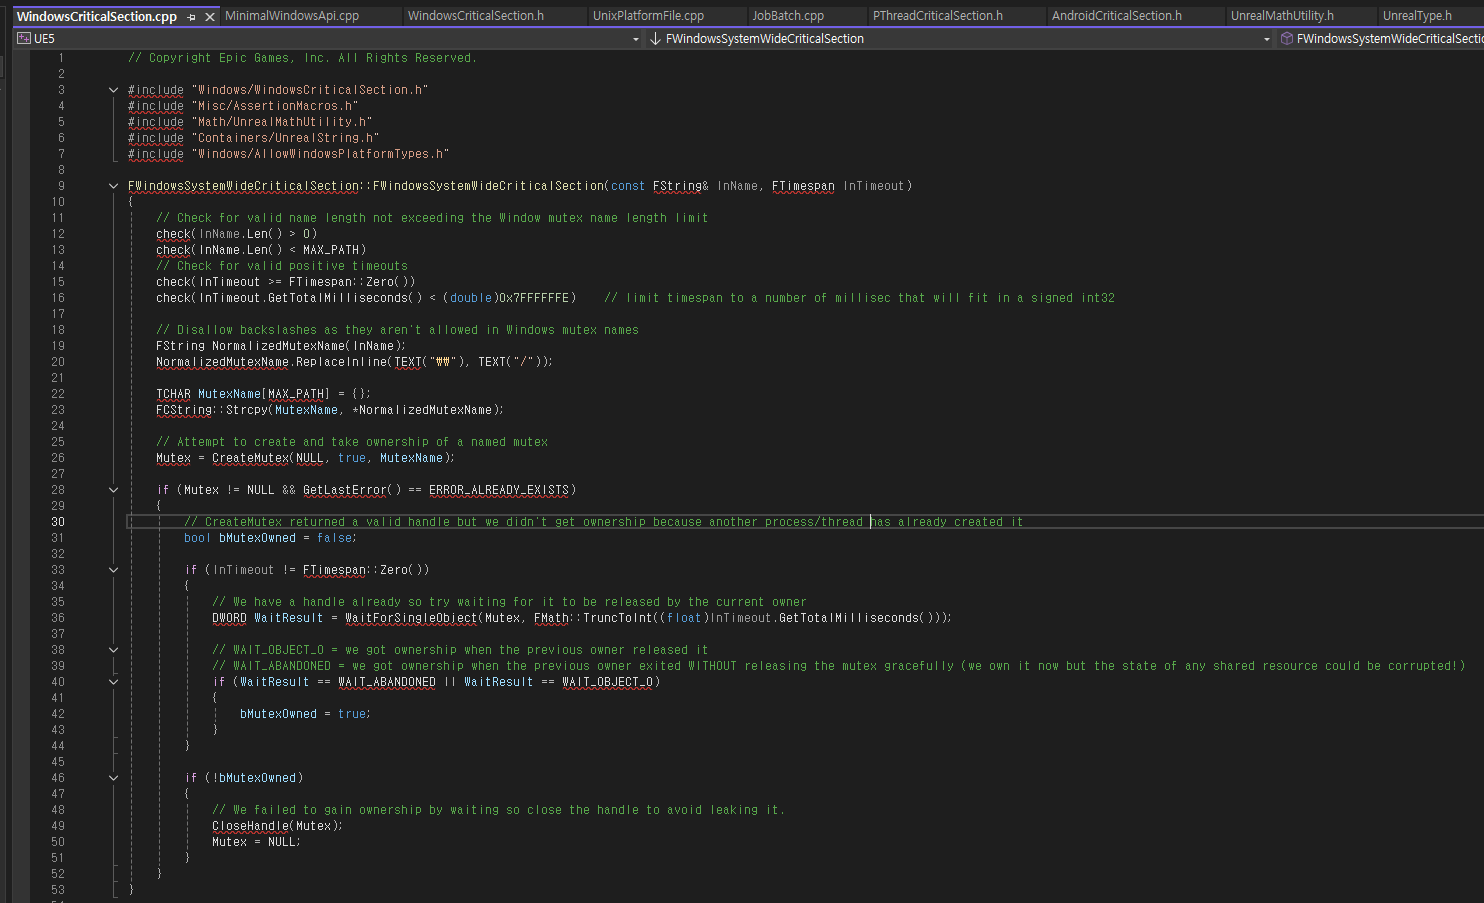 WindowsCriticalSection.cpp MinimalWindowsApi.cpp WindowsCriticalSection.h UnixPlatformFile.cpp JobBatch.cpp PThreadCriticalSection.h AndroidCriticalSection.h UnrealMathUtility.h UnrealType.h
UE5 FWindowsSystemWideCriticalSection FWindowsSystemWideCriticalSectio
1 // Copyright Epic Games, Inc. All Rights Reserved.
2
3 #include "Windows/WindowsCriticalSection.h"
4 #include "Misc/AssertionMacros.h"
5 #include "Math/UnrealMathUtility.h"
6 #include "Containers/UnrealString.h"
7 #include "Windows/AllowWindowsPlatformTypes.h"
8
9 FWindowsSystemWideCriticalSection::FWindowsSystemWideCriticalSection(const FString& InName, FTimespan InTimeout)
10 {
11 // Check for valid name length not exceeding the Window mutex name length limit
12 check(InName.Len() > 0)
13 check(InName.Len() < MAX_PATH)
14 // Check for valid positive timeouts
15 check(InTimeout >= FTimespan::Zero())
16 check(InTimeout.GetTotalMilliseconds() < (double)0x7FFFFFFE) // limit timespan to a number of millisec that will fit in a signed int32
17
18 // Disallow backslashes as they aren't allowed in Windows mutex names
19 FString NormalizedMutexName(InName);
20 NormalizedMutexName.ReplaceInline(TEXT("₩₩"), TEXT("/"));
21
22 TCHAR MutexName[MAX_PATH] = {};
23 FCString::Strcpy(MutexName, *NormalizedMutexName);
24
25 // Attempt to create and take ownership of a named mutex
26 Mutex = CreateMutex(NULL, true, MutexName);
27
28 if (Mutex != NULL && GetLastError() == ERROR_ALREADY_EXISTS)
29 {
30 // CreateMutex returned a valid handle but we didn't get ownership because another process/thread has already created it
31 bool bMutexOwned = false;
32
33 if (InTimeout != FTimespan::Zero())
34 {
35 // We have a handle already so try waiting for it to be released by the current owner
36 DWORD WaitResult = WaitForSingleObject(Mutex, FMath::TruncToInt((float)InTimeout.GetTotalMilliseconds()));
37
38 // WAIT_OBJECT_0 = we got ownership when the previous owner released it
39 // WAIT_ABANDONED = we got ownership when the previous owner exited WITHOUT releasing the mutex gracefully (we own it now but the state of any shared resource could be corrupted!)
40 if (WaitResult == WAIT_ABANDONED || WaitResult == WAIT_OBJECT_0)
41 {
42 bMutexOwned = true;
43 }
44 }
45
46 if (!bMutexOwned)
47 {
48 // We failed to gain ownership by waiting so close the handle to avoid leaking it.
49 CloseHandle(Mutex);
50 Mutex = NULL;
51 }
52 }
53 }